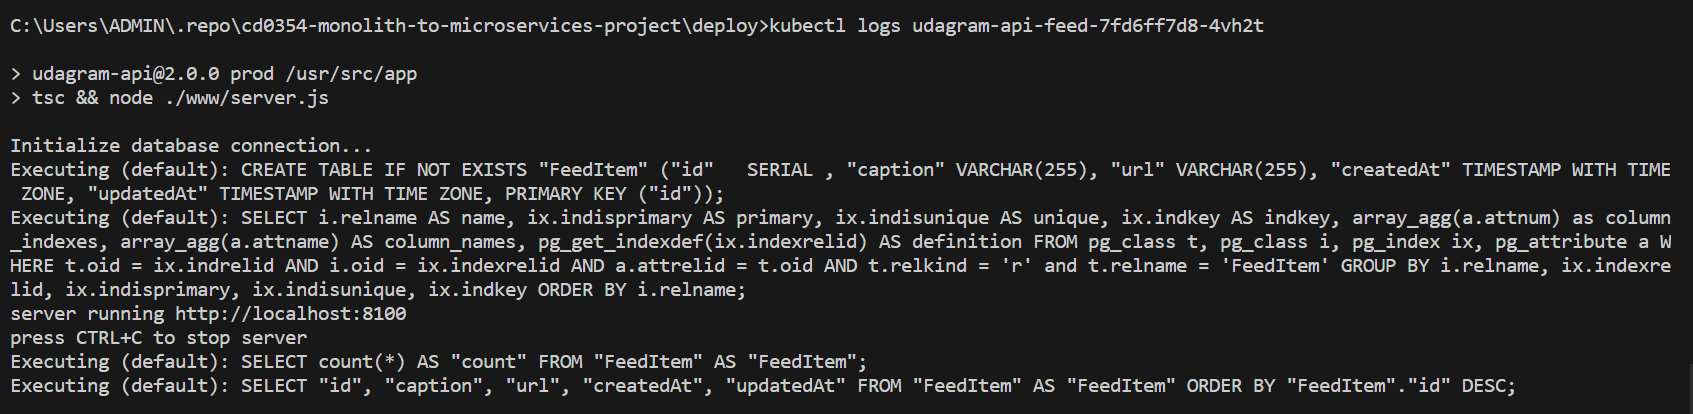 C:\Users\ADMIN\.repo\cd0354-monolith-to-microservices-project\deploy>kubectl logs udagram-api-feed-7fd6ff7d8-4vh2t
> udagram-api@2.0.0 prod /usr/src/app
> tsc && node ./www/server.js
Initialize database connection...
Executing (default): CREATE TABLE IF NOT EXISTS "FeedItem" ("id"   SERIAL , "caption" VARCHAR(255), "url" VARCHAR(255), "createdAt" TIMESTAMP WITH TIME
 ZONE, "updatedAt" TIMESTAMP WITH TIME ZONE, PRIMARY KEY ("id"));
Executing (default): SELECT i.relname AS name, ix.indisprimary AS primary, ix.indisunique AS unique, ix.indkey AS indkey, array_agg(a.attnum) as column
_indexes, array_agg(a.attname) AS column_names, pg_get_indexdef(ix.indexrelid) AS definition FROM pg_class t, pg_class i, pg_index ix, pg_attribute a W
HERE t.oid = ix.indrelid AND i.oid = ix.indexrelid AND a.attrelid = t.oid AND t.relkind = 'r' and t.relname = 'FeedItem' GROUP BY i.relname, ix.indexre
lid, ix.indisprimary, ix.indisunique, ix.indkey ORDER BY i.relname;
server running http://localhost:8100
press CTRL+C to stop server
Executing (default): SELECT count(*) AS "count" FROM "FeedItem" AS "FeedItem";
Executing (default): SELECT "id", "caption", "url", "createdAt", "updatedAt" FROM "FeedItem" AS "FeedItem" ORDER BY "FeedItem"."id" DESC;